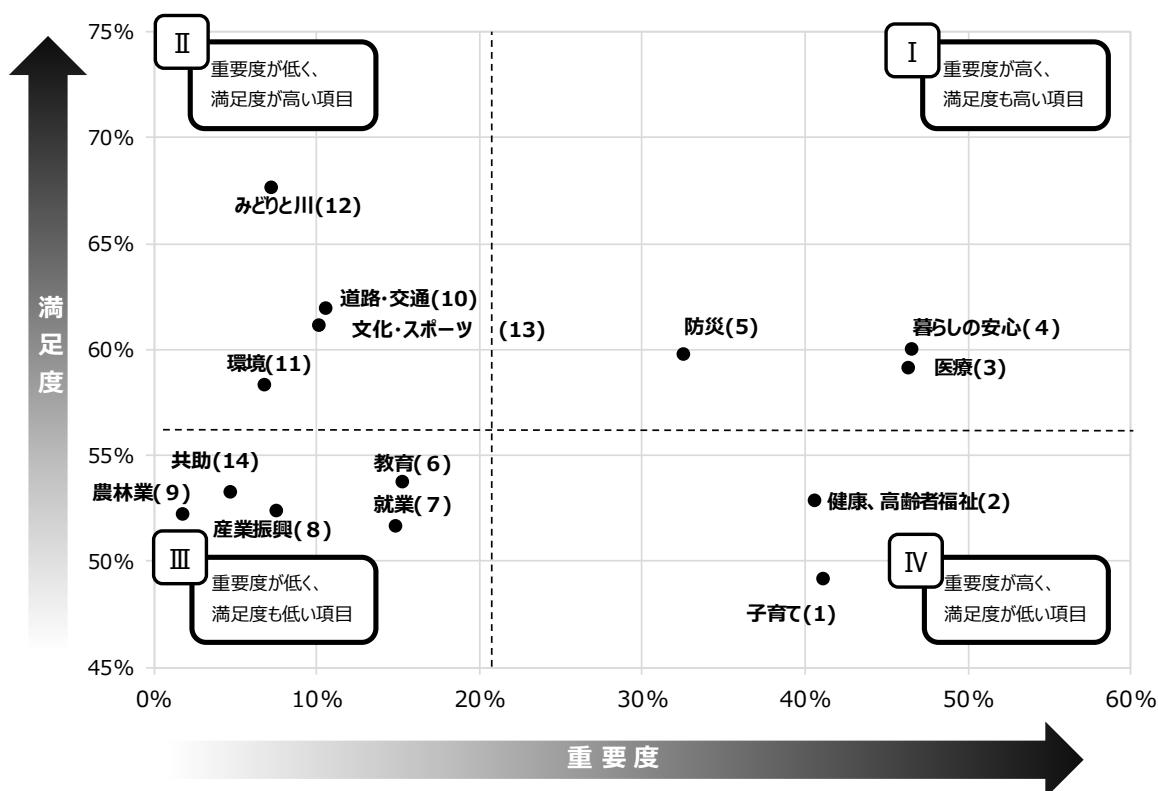 75%
70%
65%
60%
55%
50%
45%
満足度
Ⅱ
重要度が低く、
満足度が高い項目
Ⅰ
重要度が高く、
満足度も高い項目
みどりと川(12)
道路・交通(10)
文化・スポーツ (13)
防災(5)
暮らしの安心(4)
環境(11)
医療(3)
共助(14)
教育(6)
農林業(9)
就業(7)
健康、高齢者福祉(2)
産業振興(8)
Ⅲ
重要度が低く、
満足度も低い項目
Ⅳ
重要度が高く、
満足度が低い項目
子育て(1)
0% 10% 20% 30% 40% 50% 60%
重要度